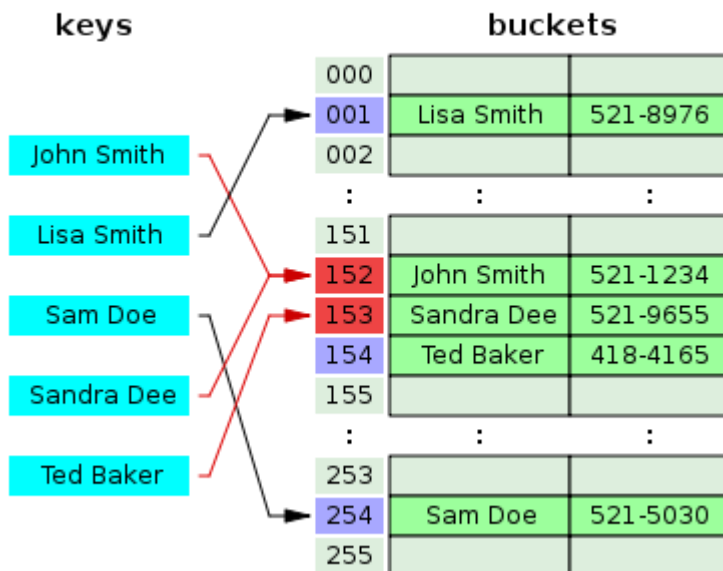 keys
buckets
John Smith
Lisa Smith
Sam Doe
Sandra Dee
Ted Baker
000
001 Lisa Smith 521-8976
002
: : :
151
152 John Smith 521-1234
153 Sandra Dee 521-9655
154 Ted Baker 418-4165
155
: : :
253
254 Sam Doe 521-5030
255